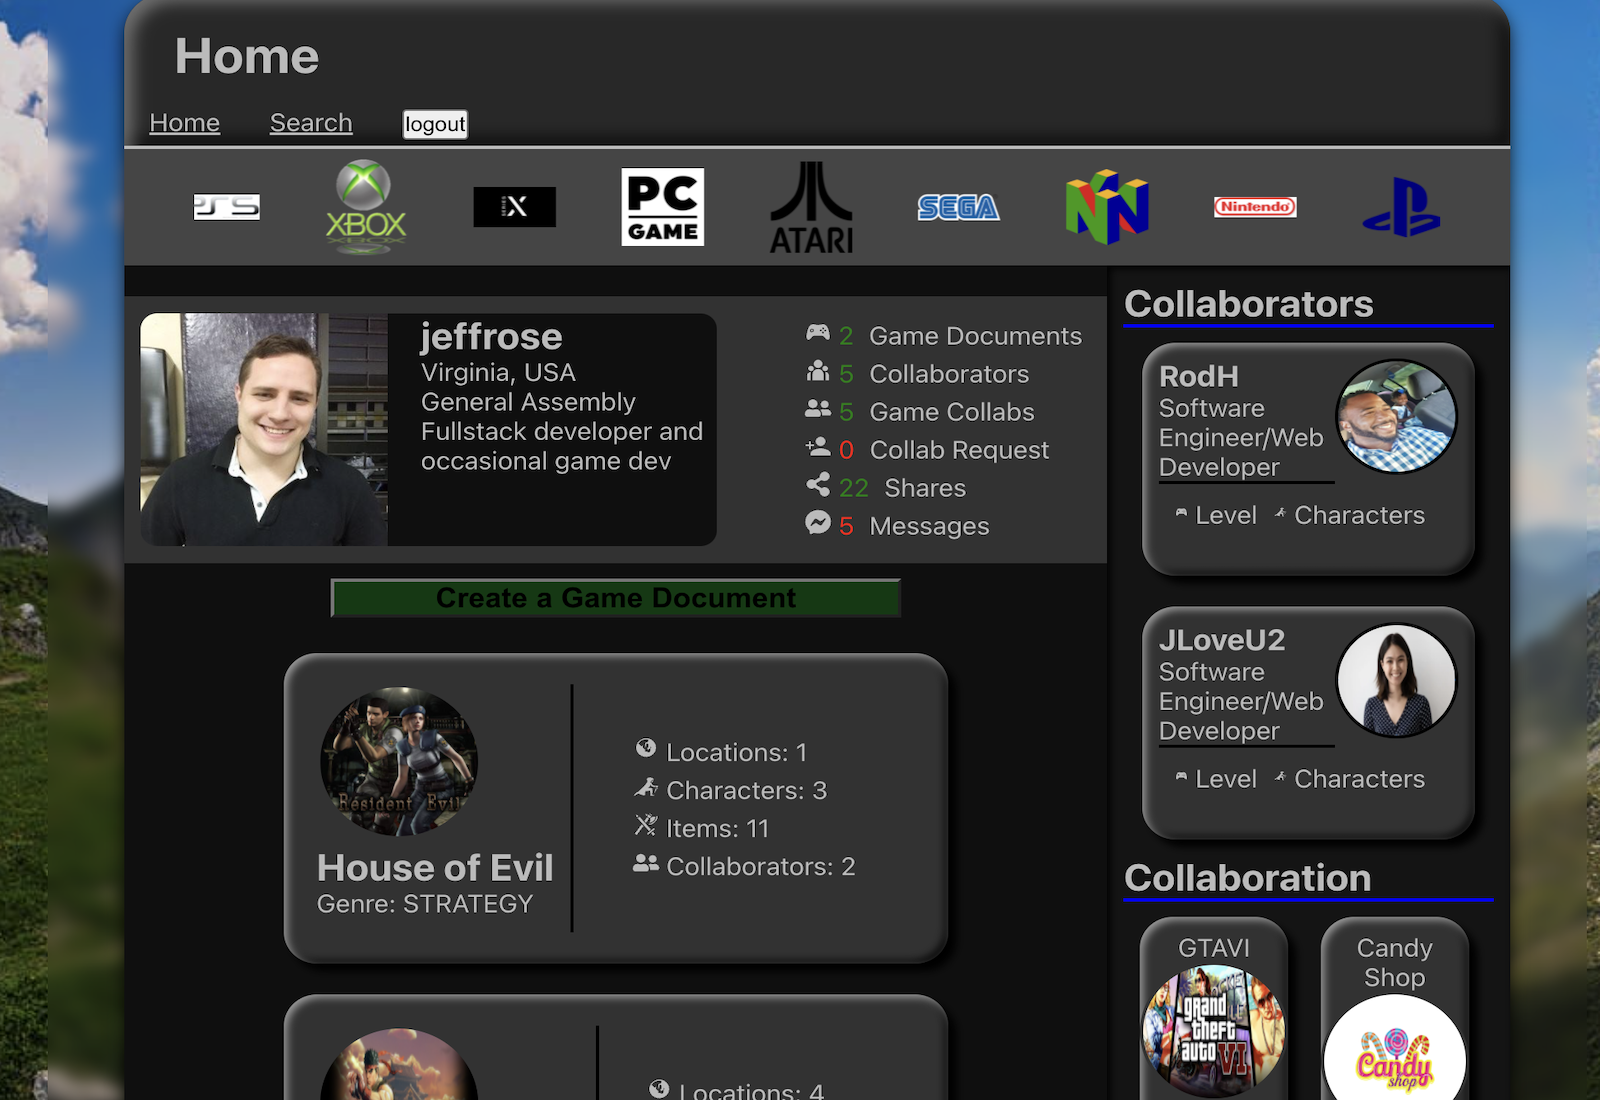 Home
Home
Search
logout
PS5
XBOX
SERIES X
PC
GAME
ATARI
SEGA
Nintendo
jeffrose
Virginia, USA
General Assembly
Fullstack developer and
occasional game dev
2 Game Documents
5 Collaborators
5 Game Collabs
0 Collab Request
22 Shares
5 Messages
Create a Game Document
Resident Evil
House of Evil
Genre: STRATEGY
Locations: 1
Characters: 3
Items: 11
Collaborators: 2
Locations: 4
Collaborators
RodH
Software
Engineer/Web
Developer
Level
Characters
JLoveU2
Software
Engineer/Web
Developer
Level
Characters
Collaboration
GTAVI
grand
theft
auto VI
Candy
Shop
Candy
shop